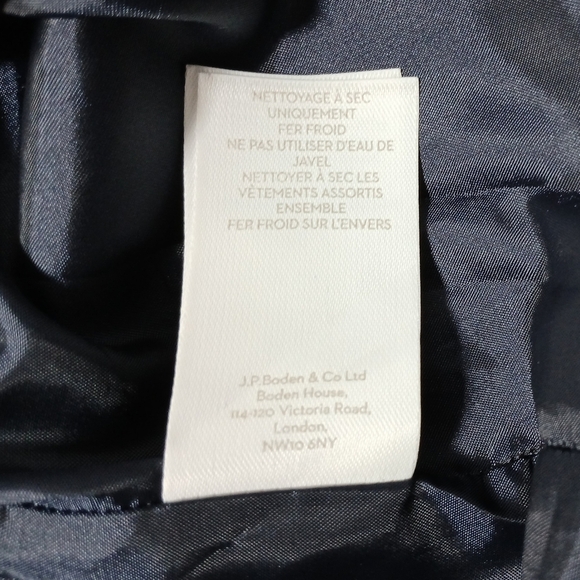 NETTOYAGE À SEC
UNIQUEMENT
FER FROID
NE PAS UTILISER D'EAU DE
JAVEL
NETTOYER À SEC LES
VÊTEMENTS ASSORTIS
ENSEMBLE
FER FROID SUR L'ENVERS
J.P.Boden & Co Ltd
Boden House,
114-120 Victoria Road,
London,
NW10 6NY